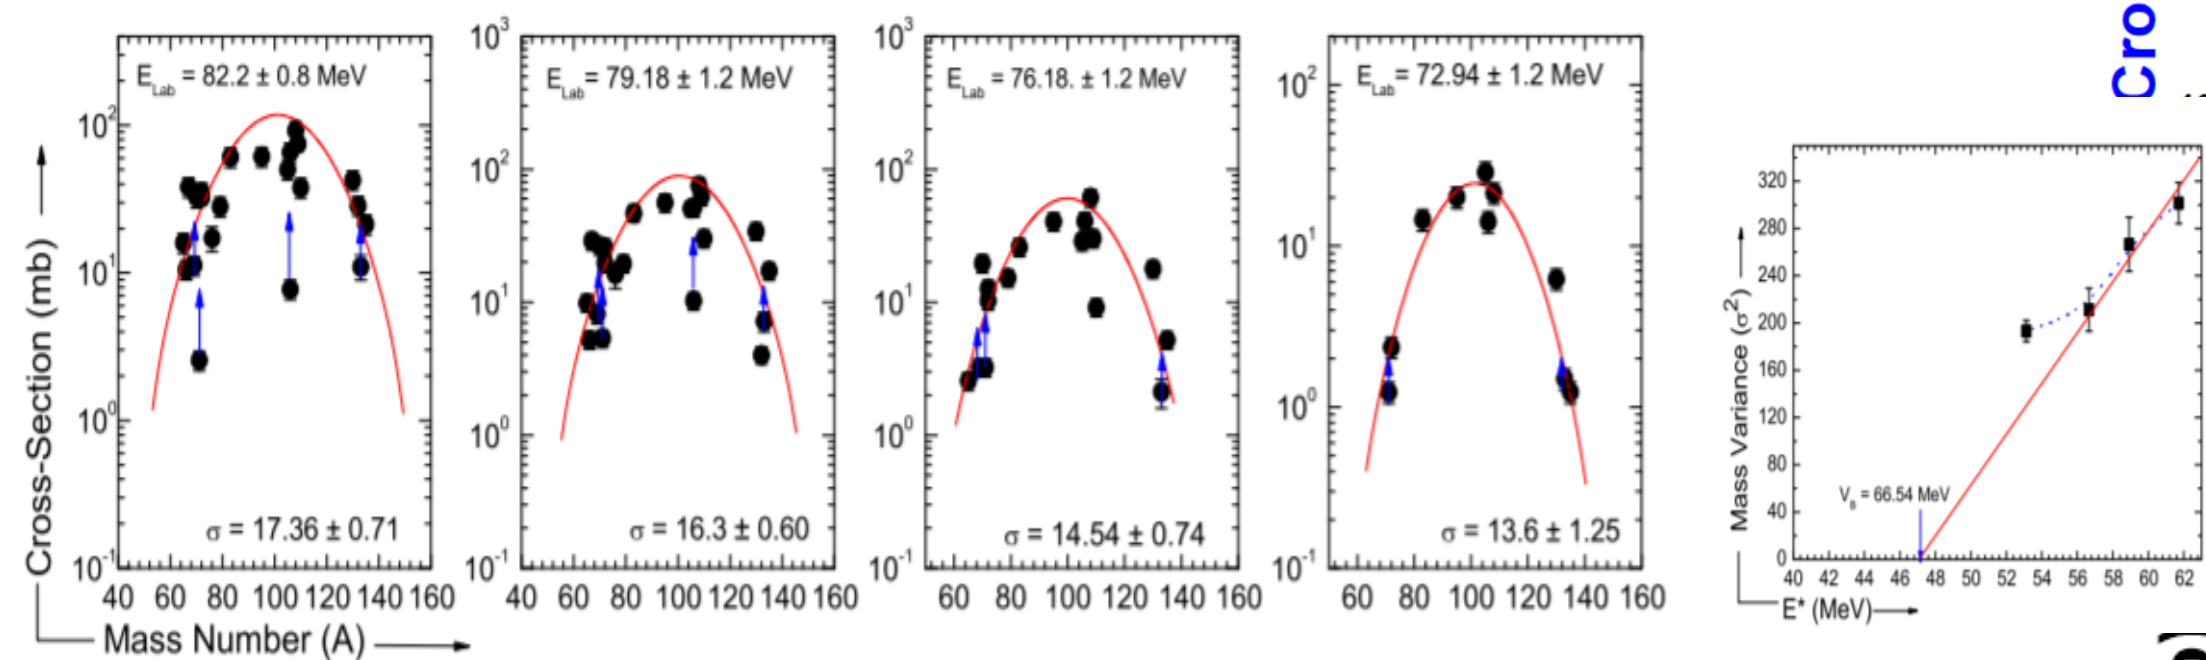 E_Lab = 82.2 ± 0.8 MeV
10^2
10^1
10^0
10^-1
σ = 17.36 ± 0.71
40 60 80 100 120 140 160
Cross-Section (mb)
Mass Number (A)
E_Lab = 79.18 ± 1.2 MeV
10^3
10^2
10^1
10^0
10^-1
σ = 16.3 ± 0.60
40 60 80 100 120 140 160
E_Lab = 76.18. ± 1.2 MeV
10^3
10^2
10^1
10^0
10^-1
σ = 14.54 ± 0.74
60 80 100 120 140 160
E_Lab = 72.94 ± 1.2 MeV
10^2
10^1
10^0
10^-1
σ = 13.6 ± 1.25
60 80 100 120 140 160
Cro
320
280
240
200
160
120
80
40
0
V_B = 66.54 MeV
Mass Variance (σ^2)
40 42 44 46 48 50 52 54 56 58 60 62
E* (MeV)